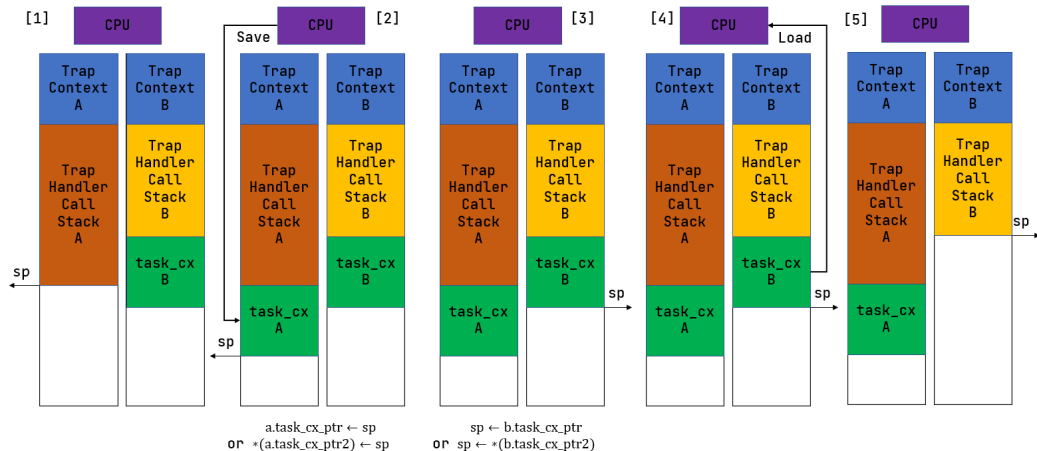 [1]
CPU
Trap
Context
A
Trap
Context
B
Trap
Handler
Call
Stack
A
Trap
Handler
Call
Stack
B
task_cx
B
sp
[2]
CPU
Save
Trap
Context
A
Trap
Context
B
Trap
Handler
Call
Stack
A
Trap
Handler
Call
Stack
B
task_cx
B
task_cx
A
sp
a.task_cx_ptr ← sp
or *(a.task_cx_ptr2) ← sp
[3]
CPU
Trap
Context
A
Trap
Context
B
Trap
Handler
Call
Stack
A
Trap
Handler
Call
Stack
B
task_cx
B
sp
task_cx
A
sp ← b.task_cx_ptr
or sp ← *(b.task_cx_ptr2)
[4]
CPU
Load
Trap
Context
A
Trap
Context
B
Trap
Handler
Call
Stack
A
Trap
Handler
Call
Stack
B
task_cx
B
sp
task_cx
A
[5]
CPU
Trap
Context
A
Trap
Context
B
Trap
Handler
Call
Stack
A
Trap
Handler
Call
Stack
B
sp
task_cx
A